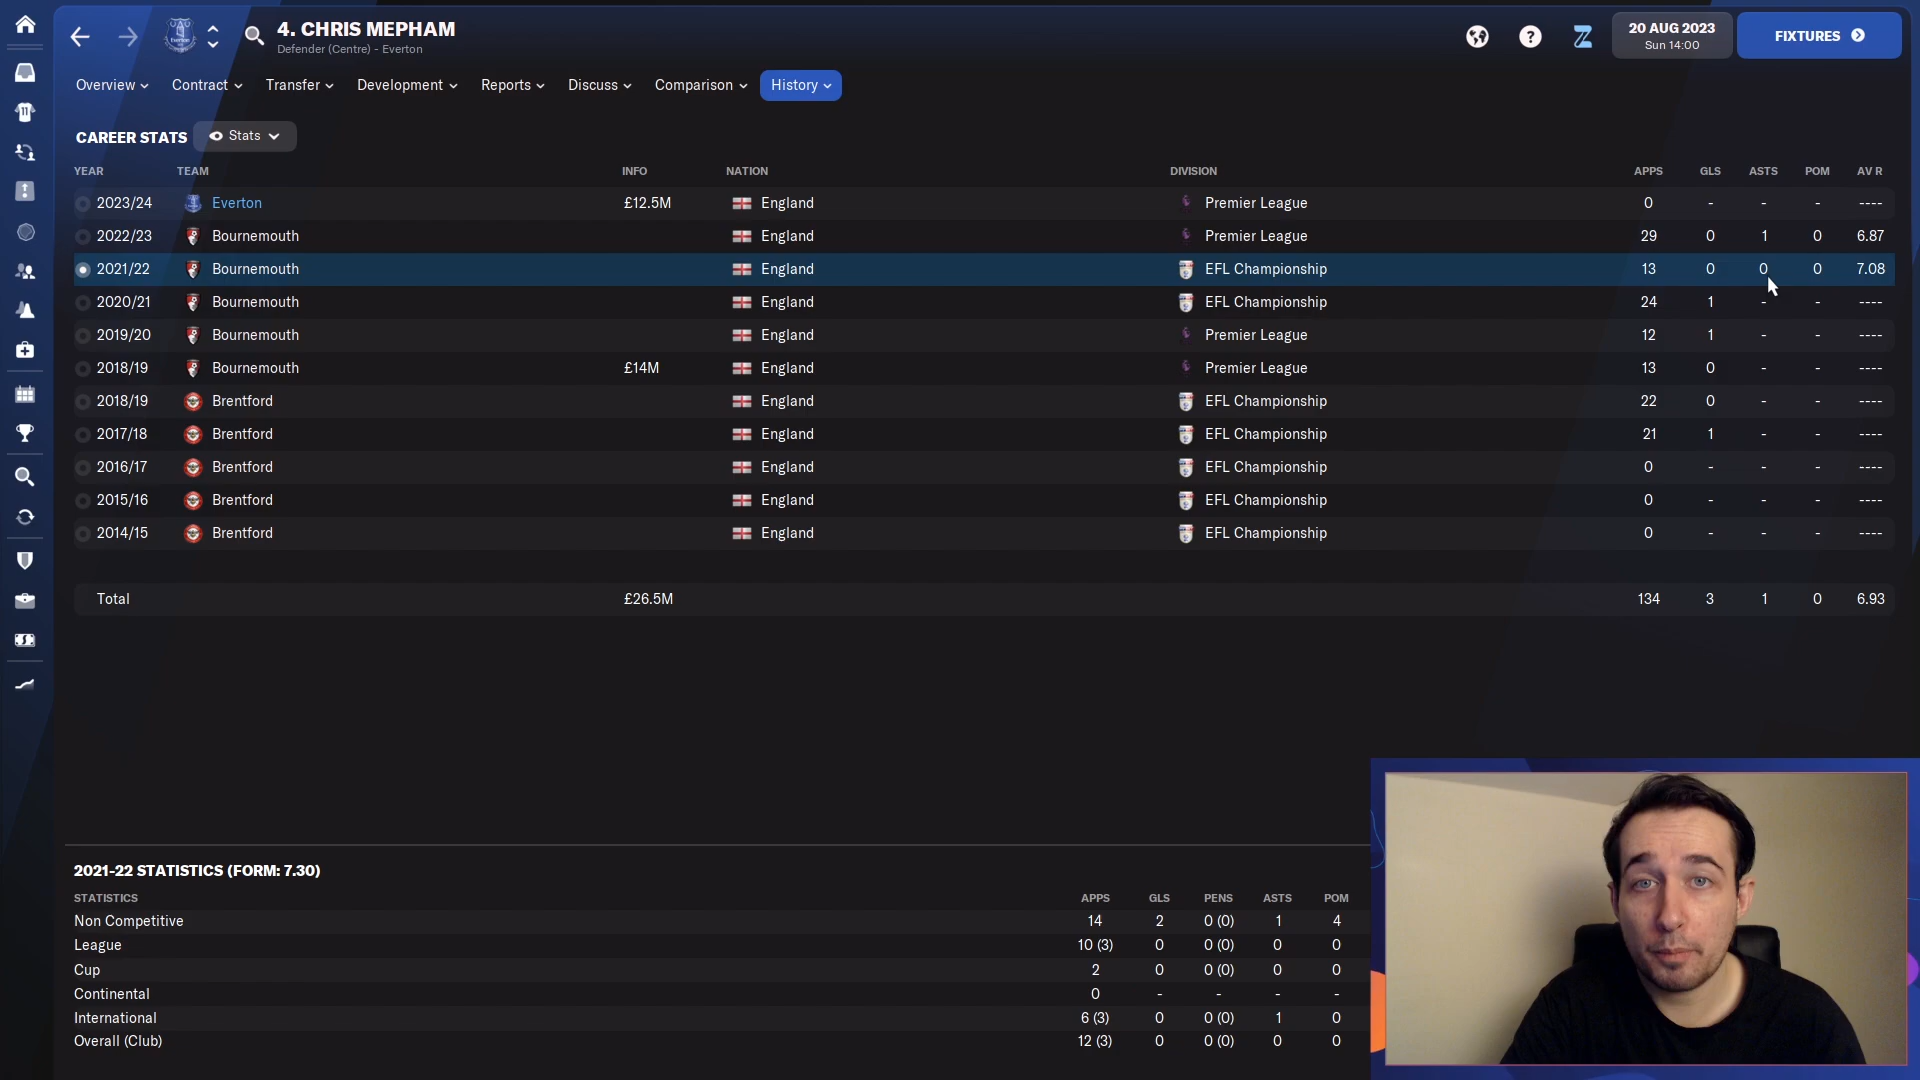 4. CHRIS MEPHAM
Defender (Centre) - Everton
20 AUG 2023
Sun 14:00
FIXTURES
Overview Contract Transfer Development Reports Discuss Comparison History
CAREER STATS Stats
YEAR TEAM INFO NATION DIVISION APPS GLS ASTS POM AV R
2023/24 Everton £12.5M England Premier League 0 - - - ----
2022/23 Bournemouth England Premier League 29 0 1 0 6.87
2021/22 Bournemouth England EFL Championship 13 0 0 0 7.08
2020/21 Bournemouth England EFL Championship 24 1 - - ----
2019/20 Bournemouth England Premier League 12 1 - - ----
2018/19 Bournemouth £14M England Premier League 13 0 - - ----
2018/19 Brentford England EFL Championship 22 0 - - ----
2017/18 Brentford England EFL Championship 21 1 - - ----
2016/17 Brentford England EFL Championship 0 - - - ----
2015/16 Brentford England EFL Championship 0 - - - ----
2014/15 Brentford England EFL Championship 0 - - - ----
Total £26.5M 134 3 1 0 6.93
2021-22 STATISTICS (FORM: 7.30)
STATISTICS APPS GLS PENS ASTS POM
Non Competitive 14 2 0 (0) 1 4
League 10 (3) 0 0 (0) 0 0
Cup 2 0 0 (0) 0 0
Continental 0 - - - -
International 6 (3) 0 0 (0) 1 0
Overall (Club) 12 (3) 0 0 (0) 0 0